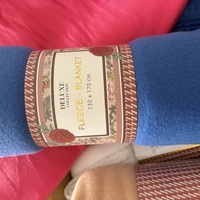 DELUXE
FLEECE - BLANKET
130 x 170 cm